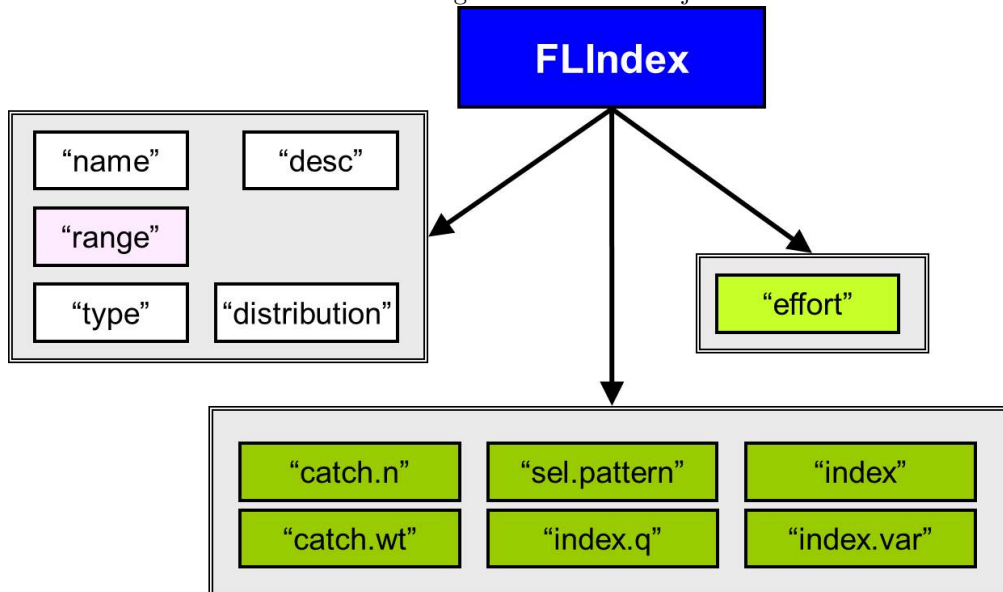 FLIndex
“name” “desc”
“range”
“type” “distribution”
“effort”
“catch.n” “sel.pattern” “index”
“catch.wt” “index.q” “index.var”